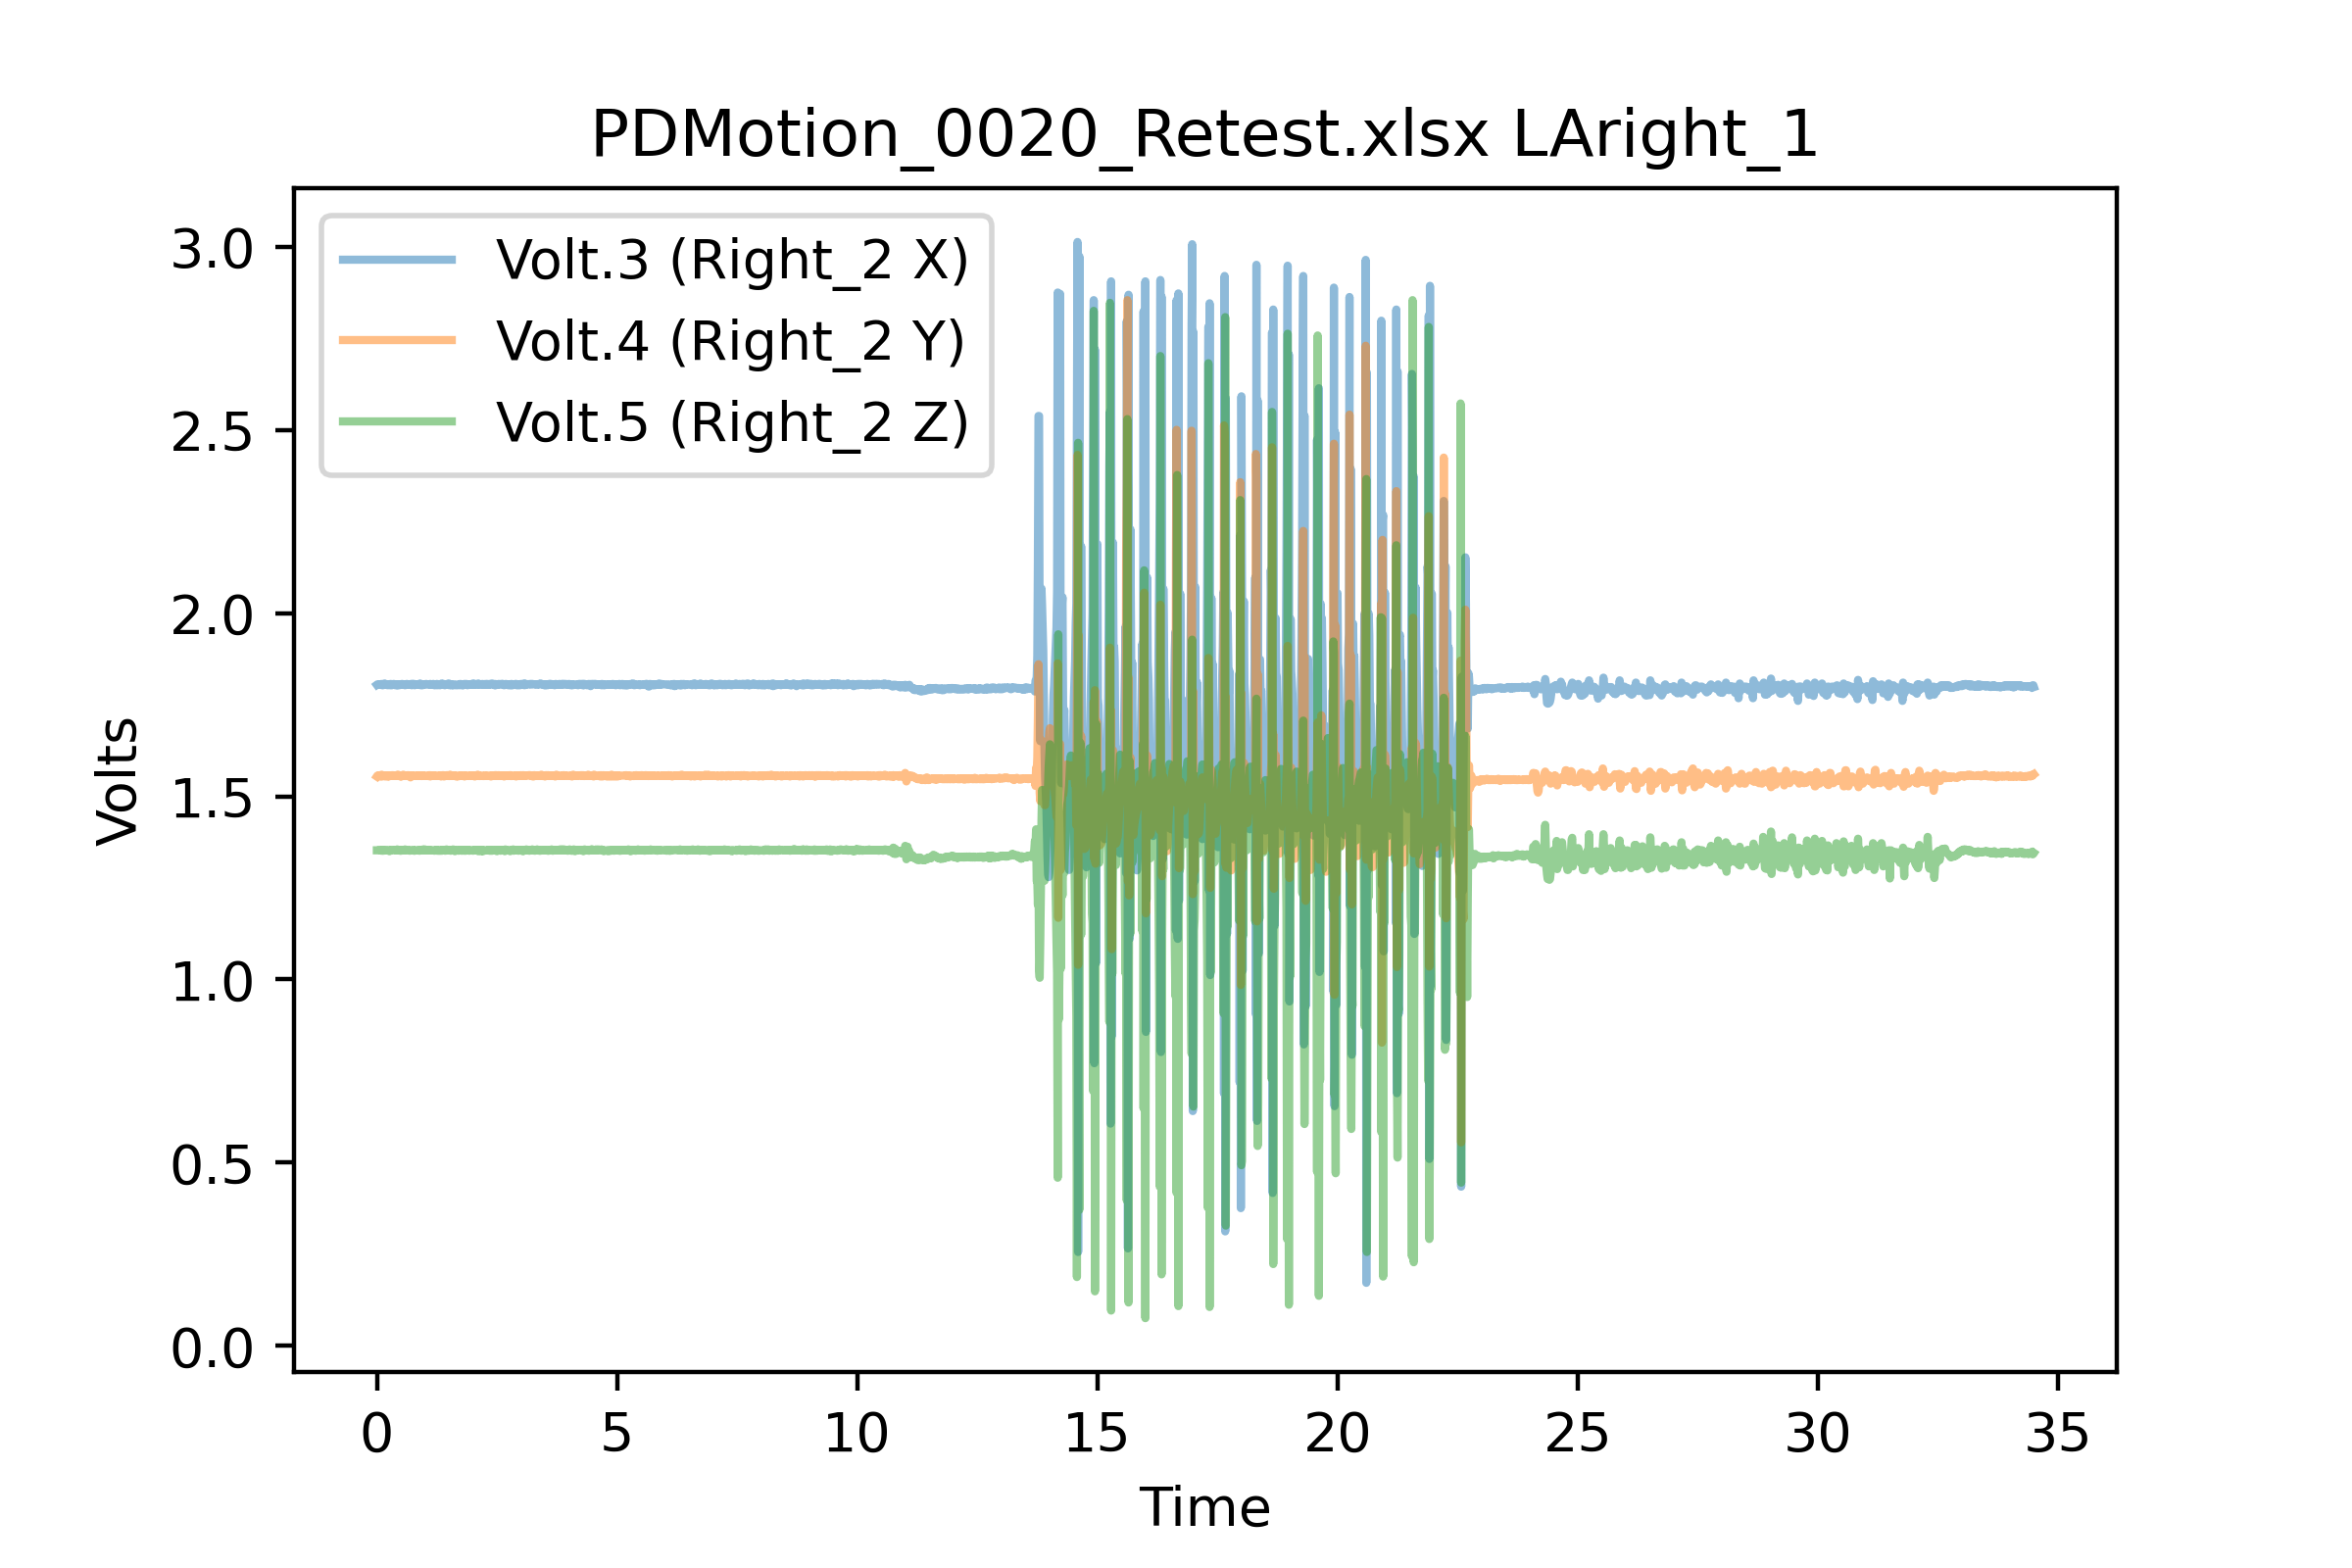 PDMotion_0020_Retest.xlsx LAright_1
Volt.3 (Right_2 X)
Volt.4 (Right_2 Y)
Volt.5 (Right_2 Z)
3.0
2.5
2.0
1.5
1.0
0.5
0.0
Volts
0 5 10 15 20 25 30 35
Time